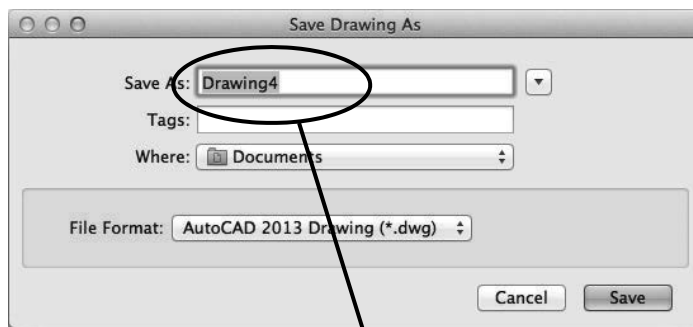 Save Drawing As
Save As: Drawing4
Tags:
Where: Documents
File Format: AutoCAD 2013 Drawing (*.dwg)
Cancel Save